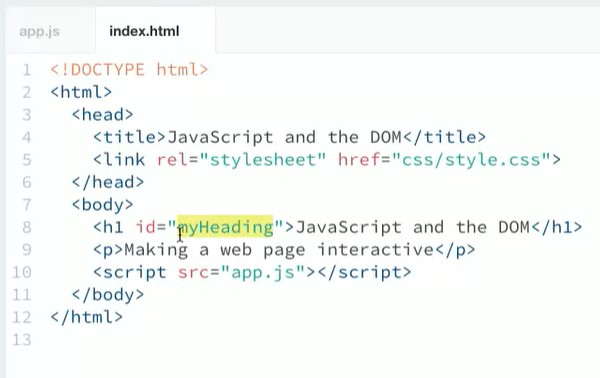 app.js index.html
1 <!DOCTYPE html>
2 <html>
3 <head>
4 <title>JavaScript and the DOM</title>
5 <link rel="stylesheet" href="css/style.css">
6 </head>
7 <body>
8 <h1 id="myHeading">JavaScript and the DOM</h1>
9 <p>Making a web page interactive</p>
10 <script src="app.js"></script>
11 </body>
12 </html>
13